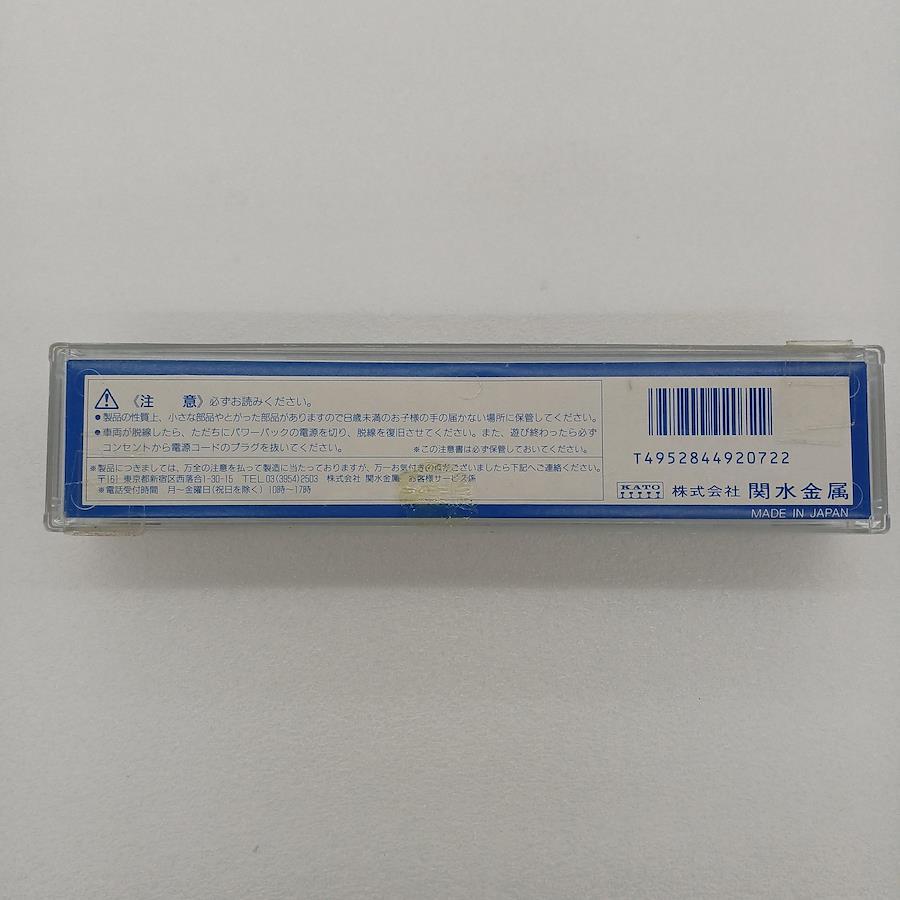 《注　意》必ずお読みください。
●製品の性質上、小さな部品やとがった部品がありますので8歳未満のお子様の手の届かない場所に保管してください。
●車両が脱線したら、ただちにパワーパックの電源を切り、脱線を復旧させてください。また、遊び終わったら必ず
コンセントから電源コードのプラグを抜いてください。
※この注意書は必ず保管しておいてください。
※製品につきましては、万全の注意を払って製造に当たっておりますが、万一お気付きの点がございましたら下記へご連絡ください。
〒161 東京都新宿区西落合1-30-15 TEL.03(3954)2503 株式会社 関水金属 お客様サービス係
※電話受付時間 月〜金曜日(祝日を除く)10時〜17時
T4952844920722
KATO 株式会社 関水金属
MADE IN JAPAN